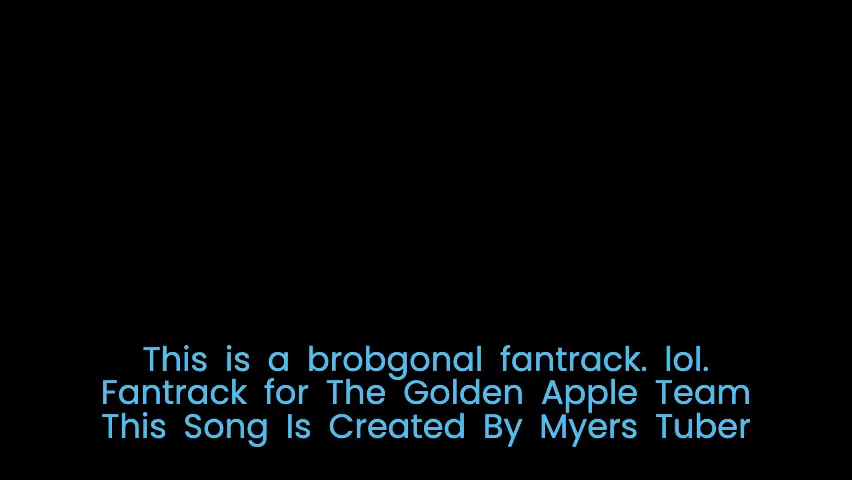 This is a brobgonal fantrack. lol.
Fantrack for The Golden Apple Team
This Song Is Created By Myers Tuber